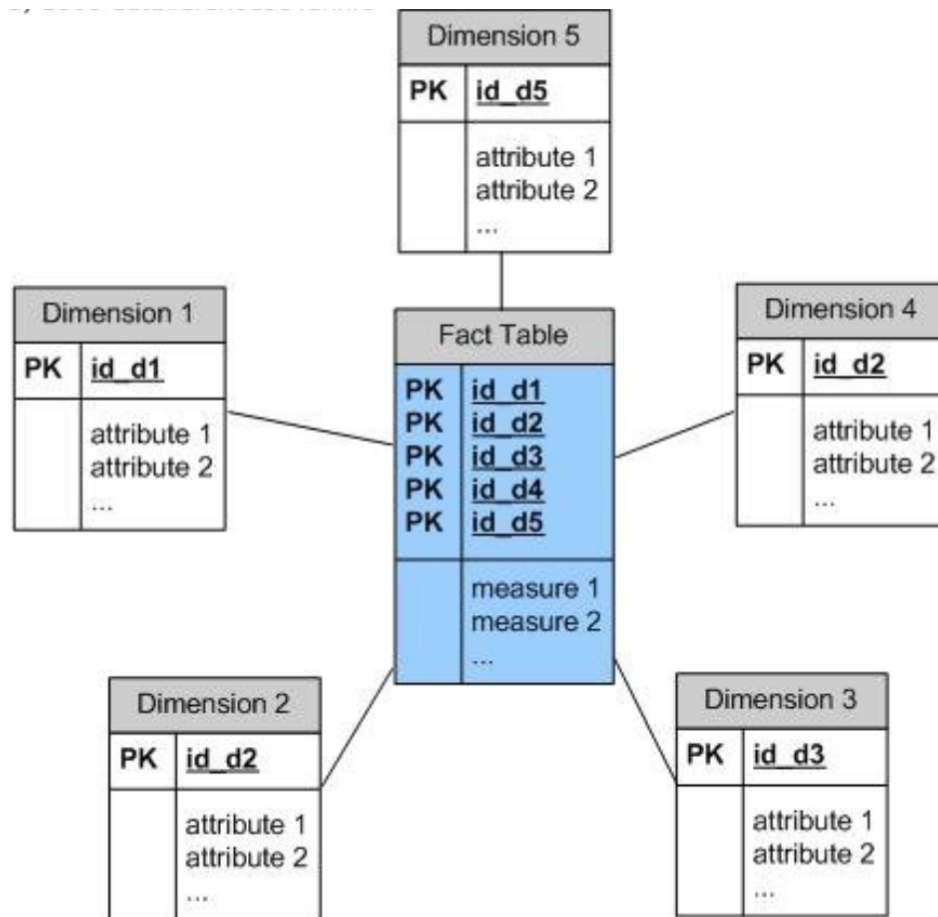 Dimension 5
PK id_d5
attribute 1
attribute 2
...
Dimension 1
PK id_d1
attribute 1
attribute 2
...
Fact Table
PK id_d1
PK id_d2
PK id_d3
PK id_d4
PK id_d5
measure 1
measure 2
...
Dimension 4
PK id_d2
attribute 1
attribute 2
...
Dimension 2
PK id_d2
attribute 1
attribute 2
...
Dimension 3
PK id_d3
attribute 1
attribute 2
...